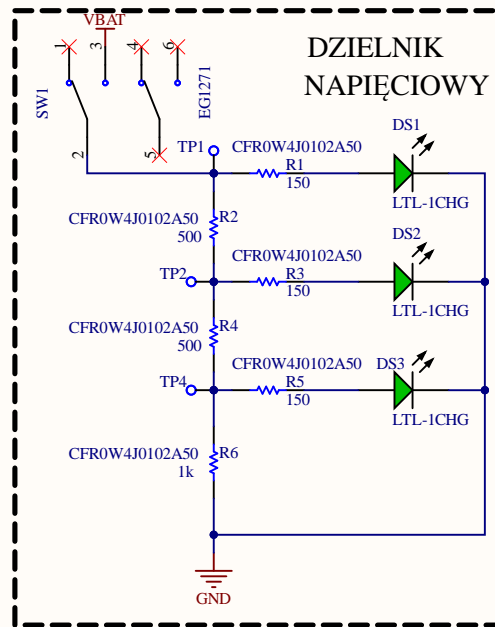 VBAT
DZIELNIK
NAPIĘCIOWY
1
3
4
6
SW1
EG1271
2
5
TP1
CFR0W4J0102A50
R1
150
DS1
LTL-1CHG
CFR0W4J0102A50
R2
500
TP2
CFR0W4J0102A50
R3
150
DS2
LTL-1CHG
CFR0W4J0102A50
R4
500
TP4
CFR0W4J0102A50
R5
150
DS3
LTL-1CHG
CFR0W4J0102A50
R6
1k
GND